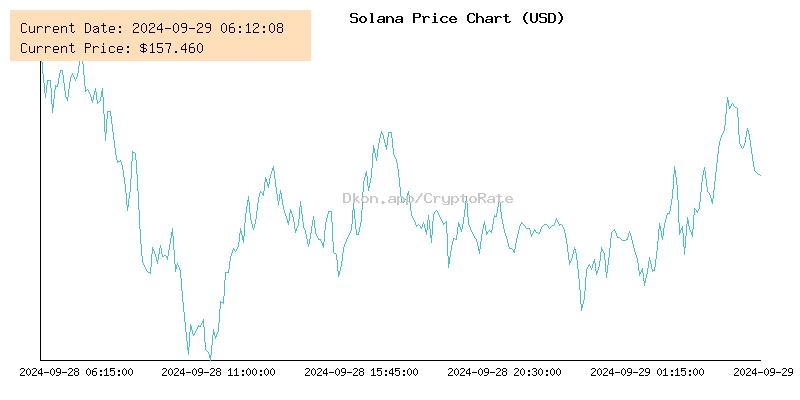 Solana Price Chart (USD)
Current Date: 2024-09-29 06:12:08
Current Price: $157.460
Dkon.app/CryptoRate
2024-09-28 06:15:00 2024-09-28 11:00:00 2024-09-28 15:45:00 2024-09-28 20:30:00 2024-09-29 01:15:00 2024-09-29